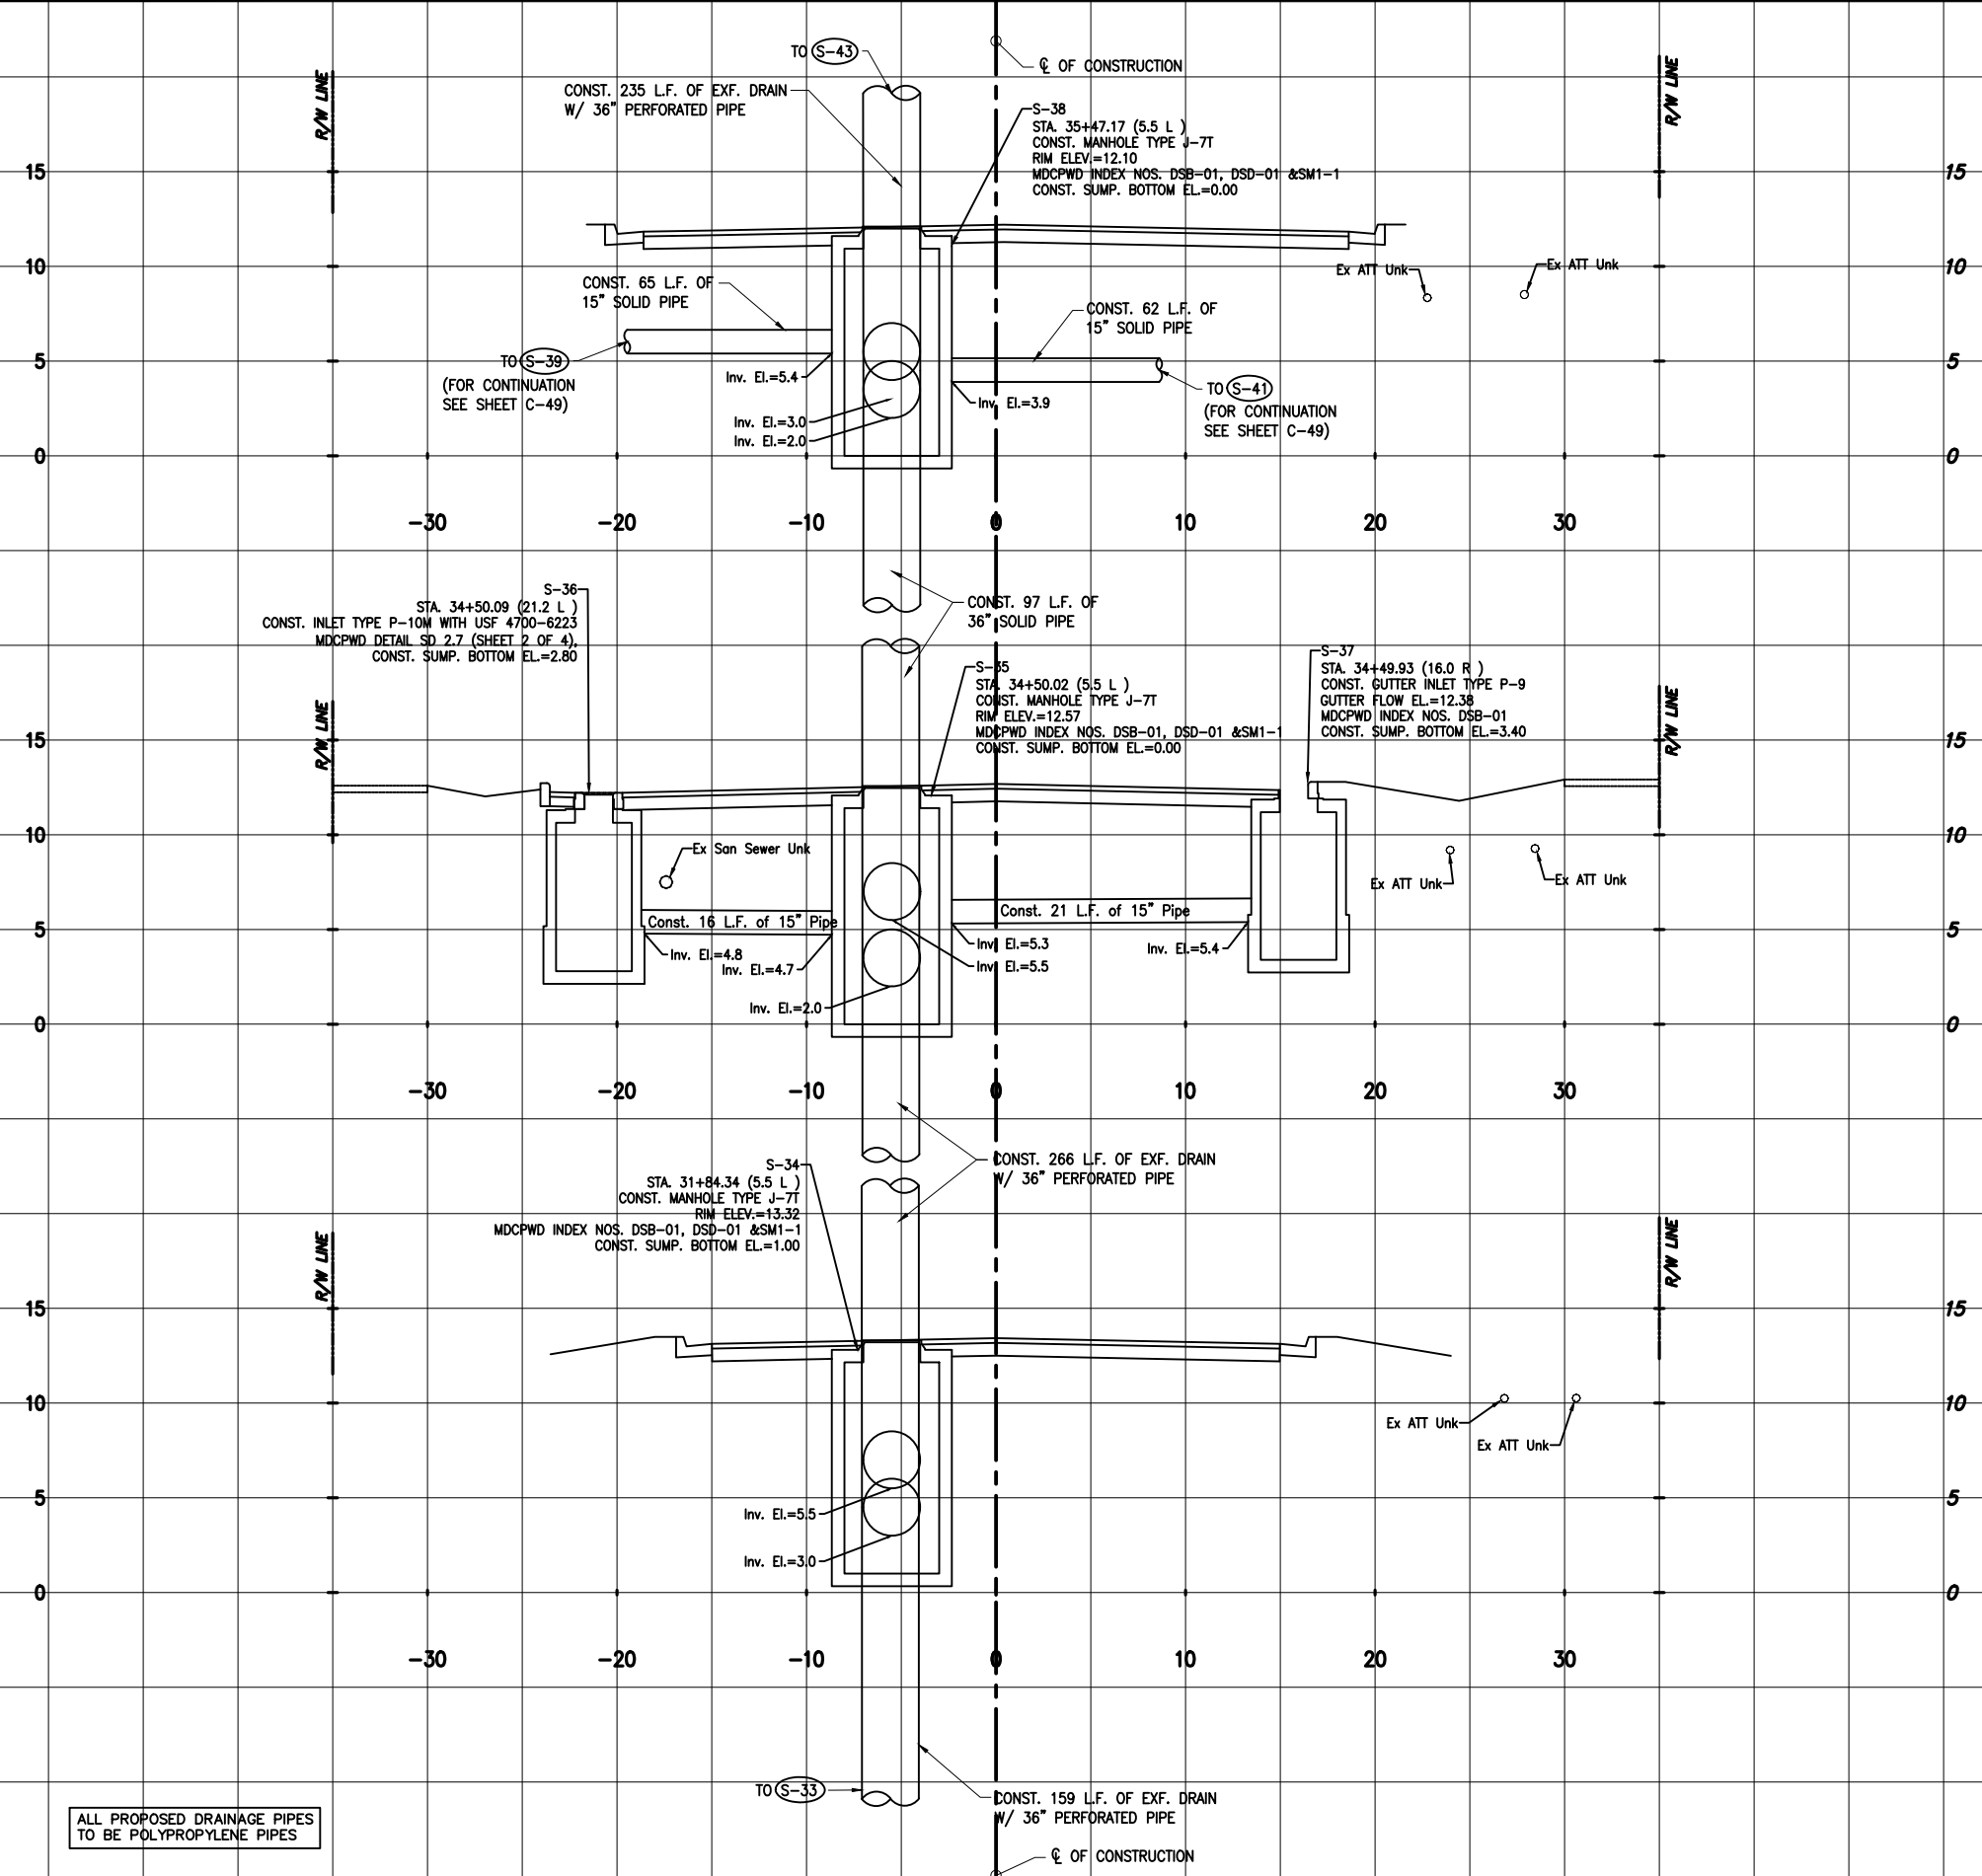 TO S-43
℄ OF CONSTRUCTION
CONST. 235 L.F. OF EXF. DRAIN
W/ 36" PERFORATED PIPE
R/W LINE
R/W LINE
S-38
STA. 35+47.17 (5.5 L )
CONST. MANHOLE TYPE J-7T
RIM ELEV.=12.10
MDCPWD INDEX NOS. DSB-01, DSD-01 &SM1-1
CONST. SUMP. BOTTOM EL.=0.00
15
15
10
10
Ex ATT Unk
Ex ATT Unk
CONST. 65 L.F. OF
15" SOLID PIPE
CONST. 62 L.F. OF
15" SOLID PIPE
5
5
TO S-39
(FOR CONTINUATION
SEE SHEET C-49)
Inv. El.=5.4
Inv. El.=3.9
TO S-41
(FOR CONTINUATION
SEE SHEET C-49)
Inv. El.=3.0
Inv. El.=2.0
0
0
-30 -20 -10 0 10 20 30
S-36
STA. 34+50.09 (21.2 L )
CONST. INLET TYPE P-10M WITH USF 4700-6223
MDCPWD DETAIL SD 2.7 (SHEET 2 OF 4),
CONST. SUMP. BOTTOM EL.=2.80
CONST. 97 L.F. OF
36" SOLID PIPE
S-35
STA. 34+50.02 (5.5 L )
CONST. MANHOLE TYPE J-7T
RIM ELEV.=12.57
MDCPWD INDEX NOS. DSB-01, DSD-01 &SM1-1
CONST. SUMP. BOTTOM EL.=0.00
S-37
STA. 34+49.93 (16.0 R )
CONST. GUTTER INLET TYPE P-9
GUTTER FLOW EL.=12.38
MDCPWD INDEX NOS. DSB-01
CONST. SUMP. BOTTOM EL.=3.40
R/W LINE
R/W LINE
15
15
10
10
Ex San Sewer Unk
Ex ATT Unk
Ex ATT Unk
Const. 16 L.F. of 15" Pipe
Const. 21 L.F. of 15" Pipe
5
5
Inv. El.=4.8
Inv. El.=4.7
Inv. El.=5.3
Inv. El.=5.5
Inv. El.=5.4
Inv. El.=2.0
0
0
-30 -20 -10 0 10 20 30
CONST. 266 L.F. OF EXF. DRAIN
W/ 36" PERFORATED PIPE
S-34
STA. 31+84.34 (5.5 L )
CONST. MANHOLE TYPE J-7T
RIM ELEV.=13.32
MDCPWD INDEX NOS. DSB-01, DSD-01 &SM1-1
CONST. SUMP. BOTTOM EL.=1.00
R/W LINE
R/W LINE
15
15
10
10
Ex ATT Unk
Ex ATT Unk
5
5
Inv. El.=5.5
Inv. El.=3.0
0
0
-30 -20 -10 0 10 20 30
TO S-33
CONST. 159 L.F. OF EXF. DRAIN
W/ 36" PERFORATED PIPE
ALL PROPOSED DRAINAGE PIPES
TO BE POLYPROPYLENE PIPES
℄ OF CONSTRUCTION